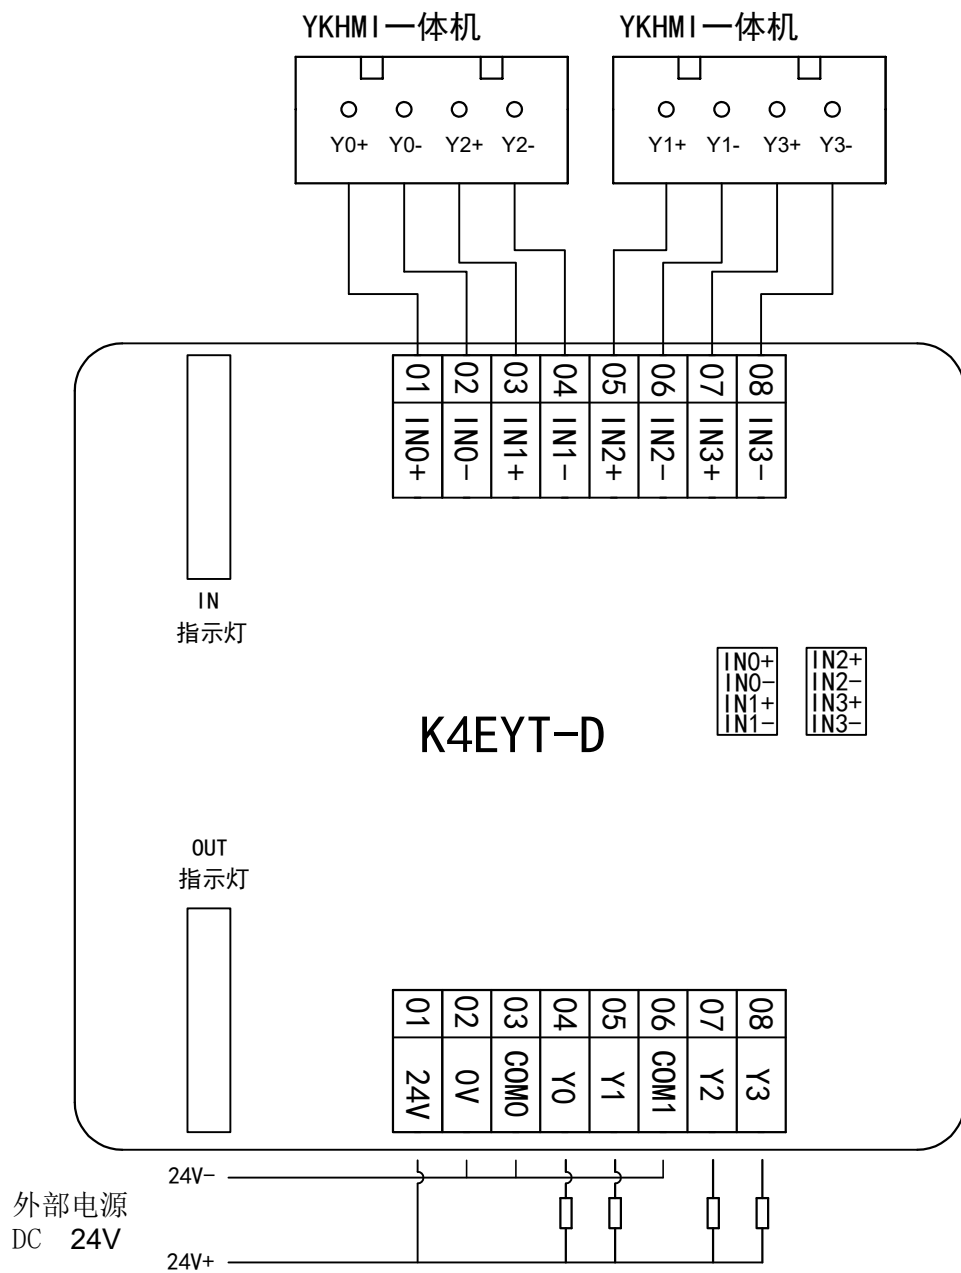 YKHMI一体机 YKHMI一体机
Y0+ Y0- Y2+ Y2- Y1+ Y1- Y3+ Y3-
01 02 03 04 05 06 07 08
IN0+ IN0- IN1+ IN1- IN2+ IN2- IN3+ IN3-
IN
指示灯
IN0+ IN2+
IN0- IN2-
IN1+ IN3+
IN1- IN3-
K4EYT-D
OUT
指示灯
01 02 03 04 05 06 07 08
24V 0V COM0 Y0 Y1 COM1 Y2 Y3
24V-
外部电源
DC 24V
24V+